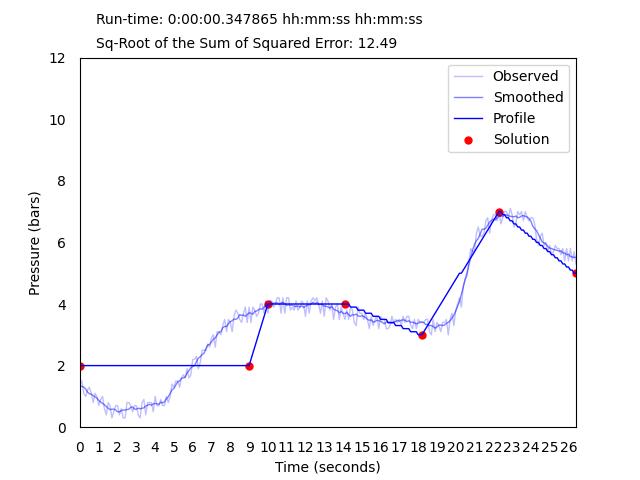 Run-time: 0:00:00.347865 hh:mm:ss hh:mm:ss
Sq-Root of the Sum of Squared Error: 12.49
Observed
Smoothed
Profile
Solution
12
10
8
6
4
2
0
Pressure (bars)
0 1 2 3 4 5 6 7 8 9 10 11 12 13 14 15 16 17 18 19 20 21 22 23 24 25 26
Time (seconds)